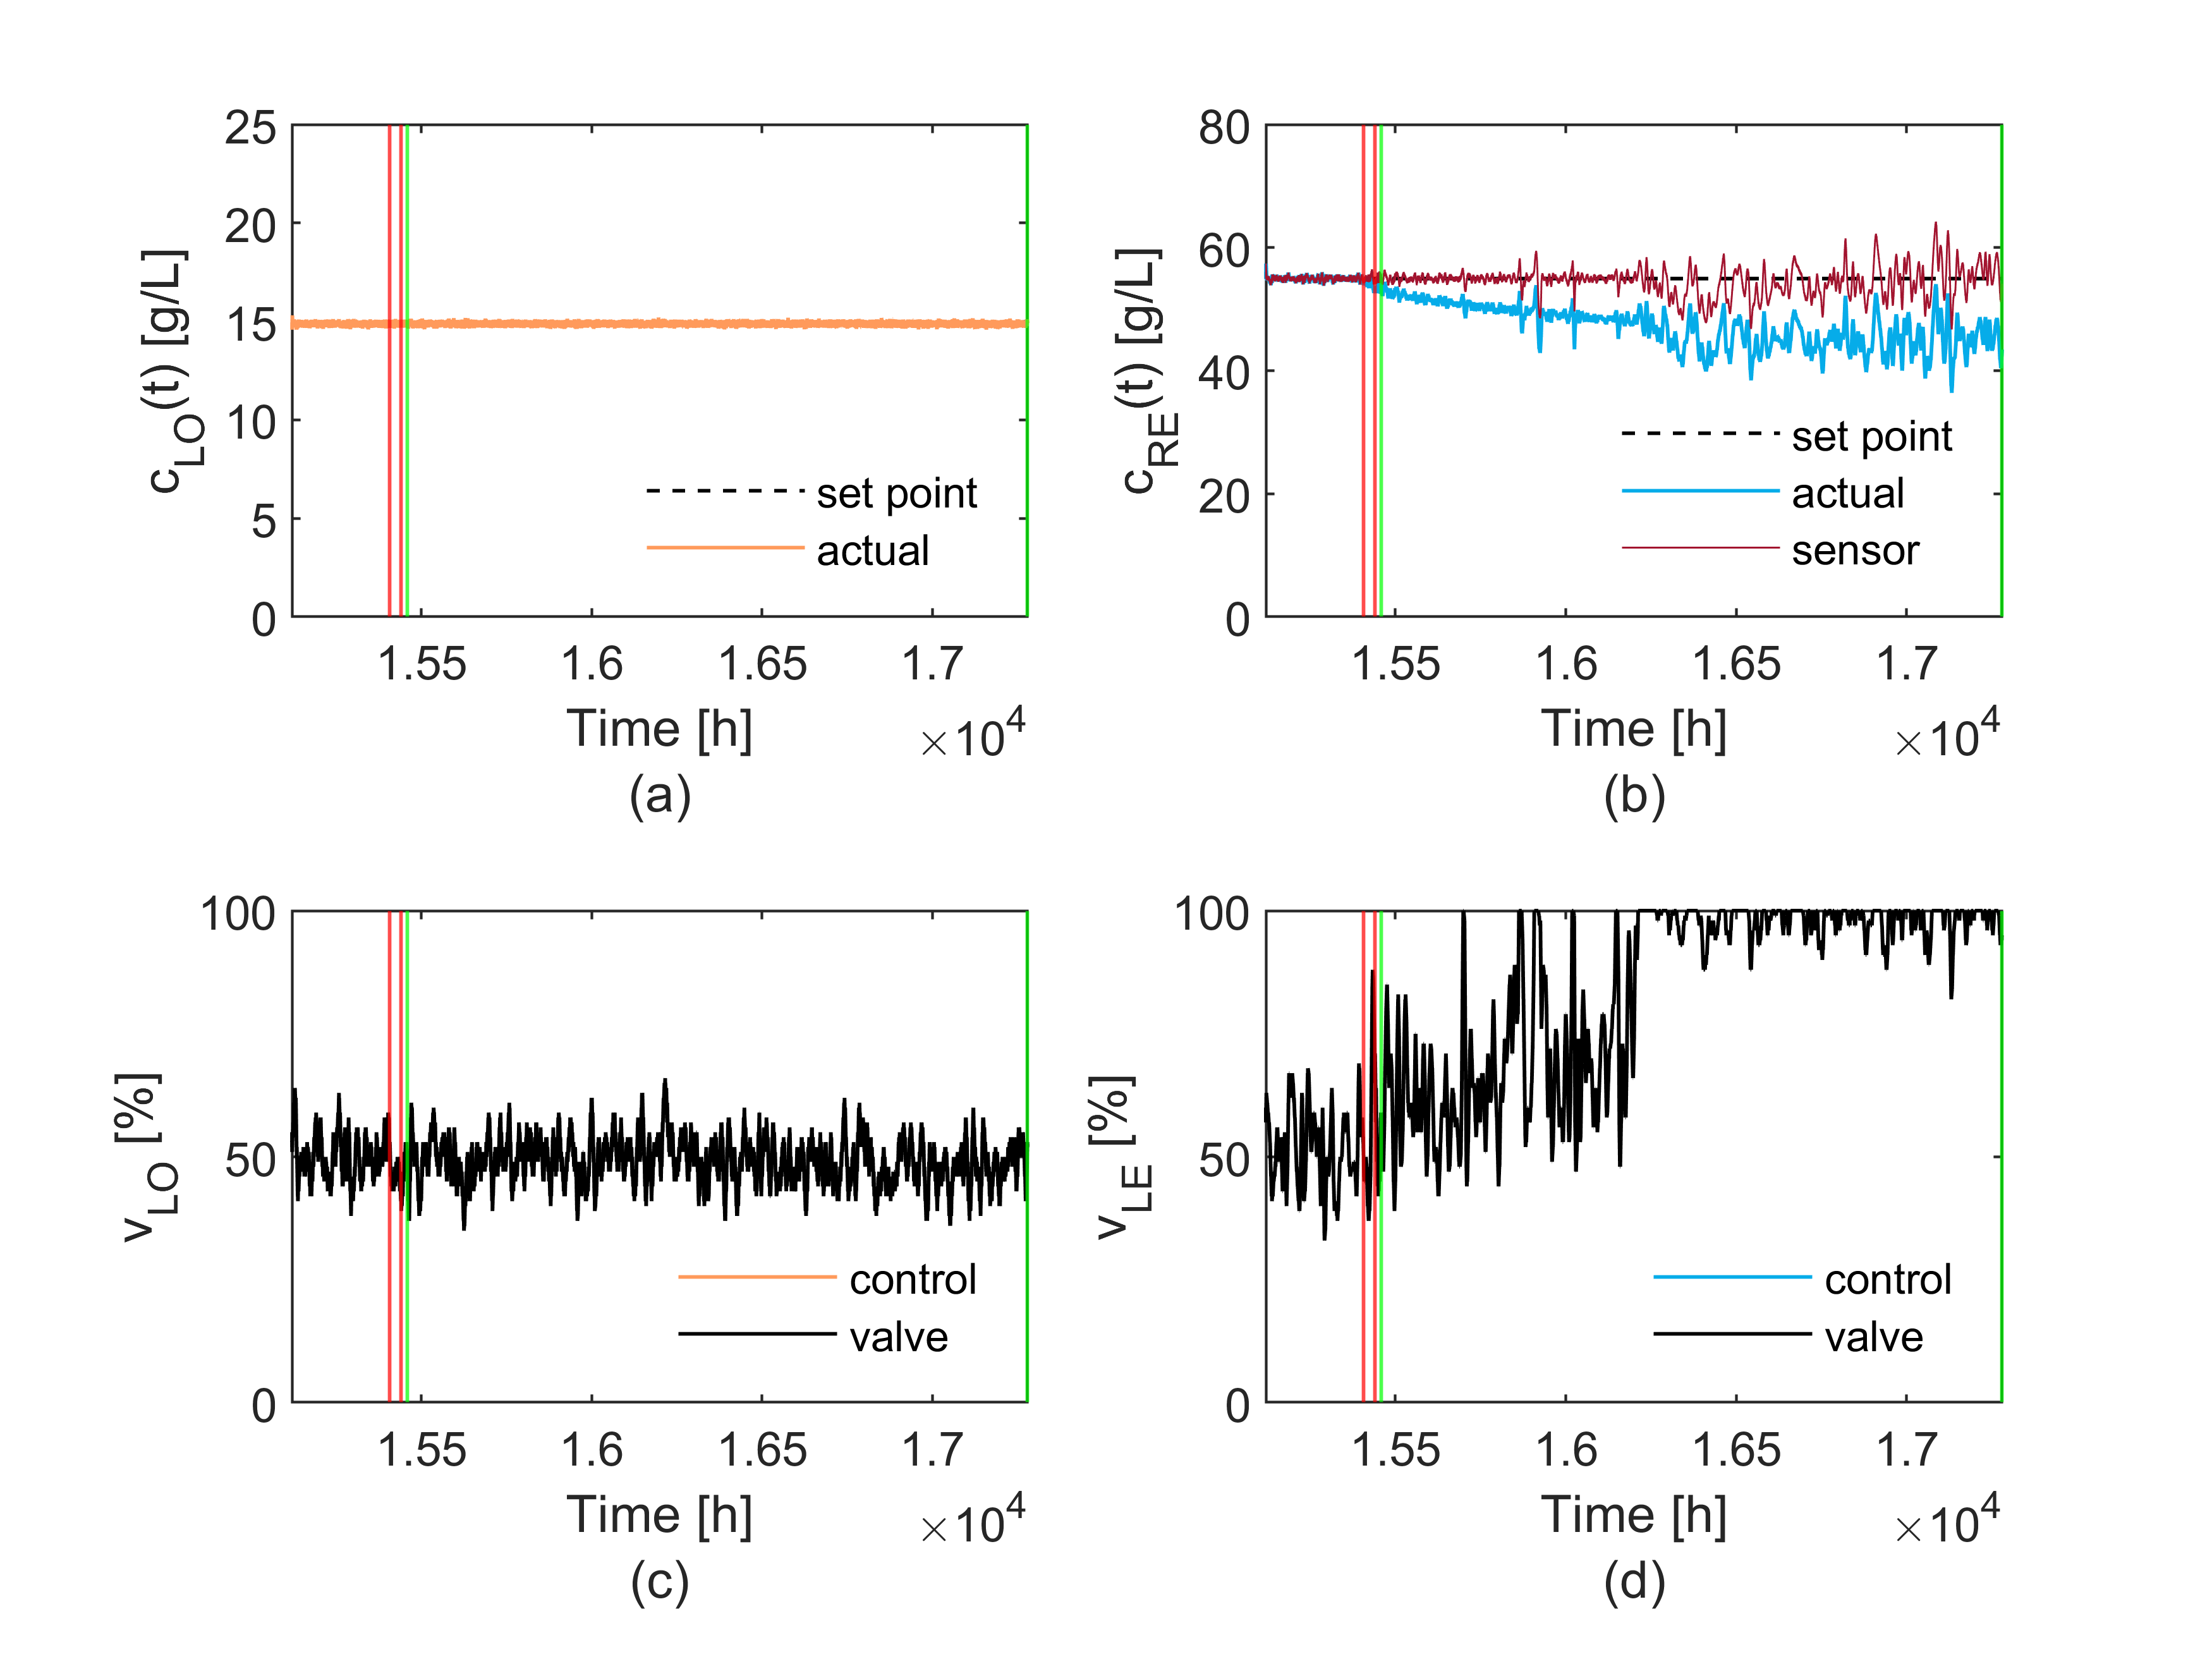 25
20
15
10
5
0
c_LO(t) [g/L]
set point
actual
1.55 1.6 1.65 1.7
Time [h]
×10^4
(a)
80
60
40
20
0
c_RE(t) [g/L]
set point
actual
sensor
1.55 1.6 1.65 1.7
Time [h]
×10^4
(b)
100
50
0
v_LO [%]
control
valve
1.55 1.6 1.65 1.7
Time [h]
×10^4
(c)
100
50
0
v_LE [%]
control
valve
1.55 1.6 1.65 1.7
Time [h]
×10^4
(d)